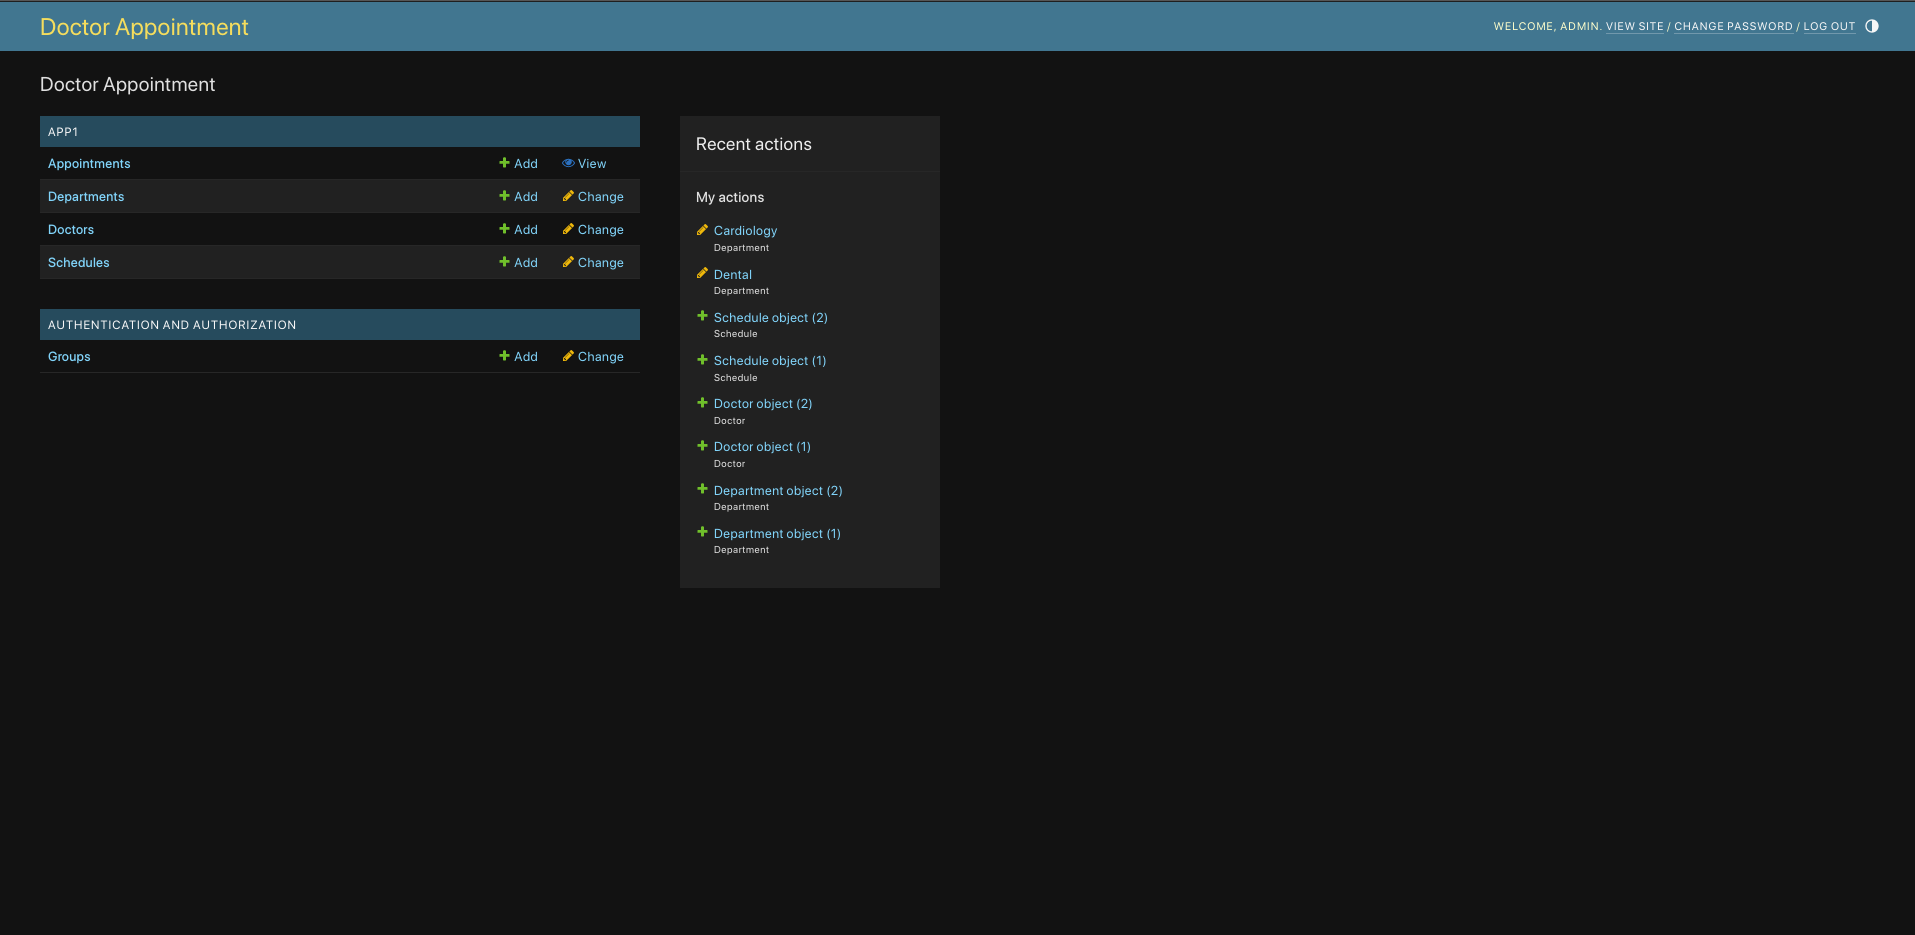 Doctor Appointment
WELCOME, ADMIN. VIEW SITE / CHANGE PASSWORD / LOG OUT
Doctor Appointment
APP1
Appointments Add View
Departments Add Change
Doctors Add Change
Schedules Add Change
AUTHENTICATION AND AUTHORIZATION
Groups Add Change
Recent actions
My actions
Cardiology
Department
Dental
Department
Schedule object (2)
Schedule
Schedule object (1)
Schedule
Doctor object (2)
Doctor
Doctor object (1)
Doctor
Department object (2)
Department
Department object (1)
Department